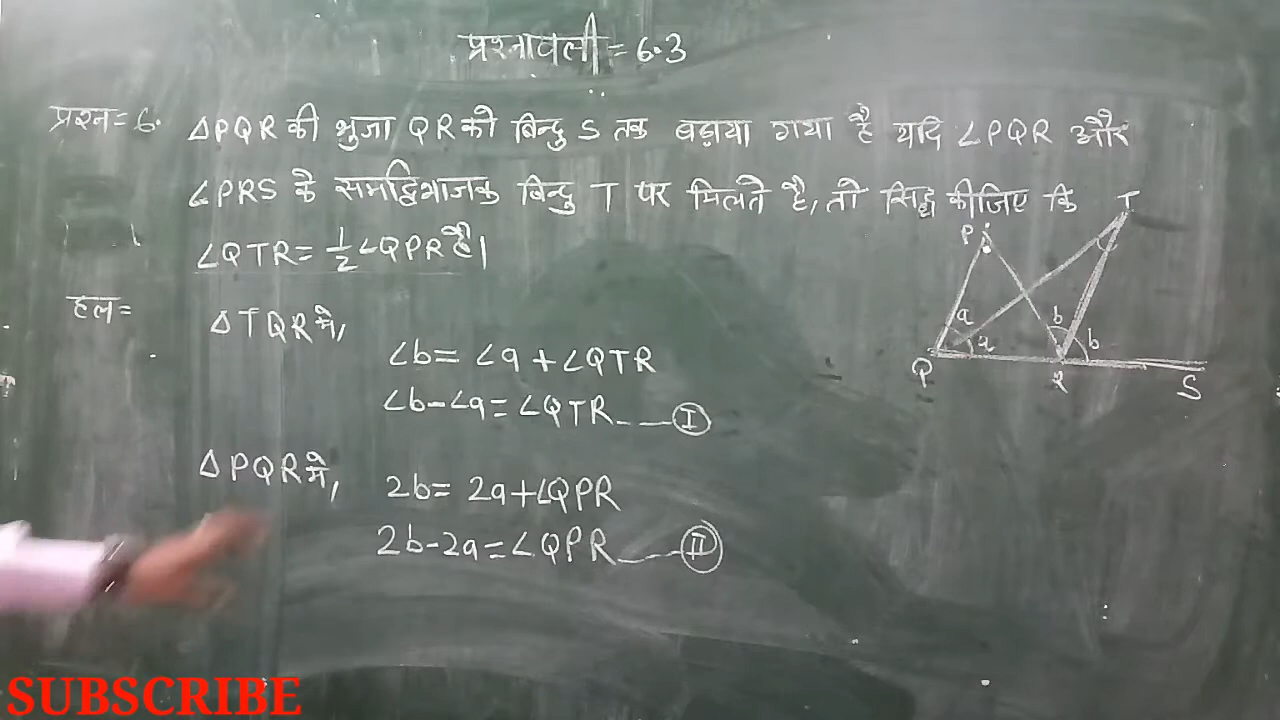 प्रश्नावली = 6.3
प्रश्न = 6. ΔPQR की भुजा QR को बिन्दु S तक बढ़ाया गया है यदि ∠PQR और
∠PRS के समद्विभाजक बिन्दु T पर मिलते है, तो सिद्ध कीजिए कि
∠QTR = 1/2 ∠QPR है।
हल =
ΔTQR मे,
∠b = ∠a + ∠QTR
∠b - ∠a = ∠QTR --- I
ΔPQR मे,
2b = 2a + ∠QPR
2b - 2a = ∠QPR --- II
T
P
a
b
a
b
Q
R
S
SUBSCRIBE